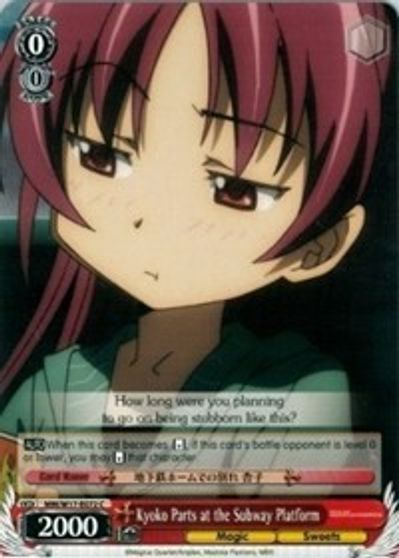 0
0
How long were you planning
to go on being stubborn like this?
When this card becomes, if this card's battle opponent is level 0
or lower, you may that character.
Card Name 地下鉄ホームでの別れ 杏子
2000
Kyoko Parts at the Subway Platform
Magic Sweets